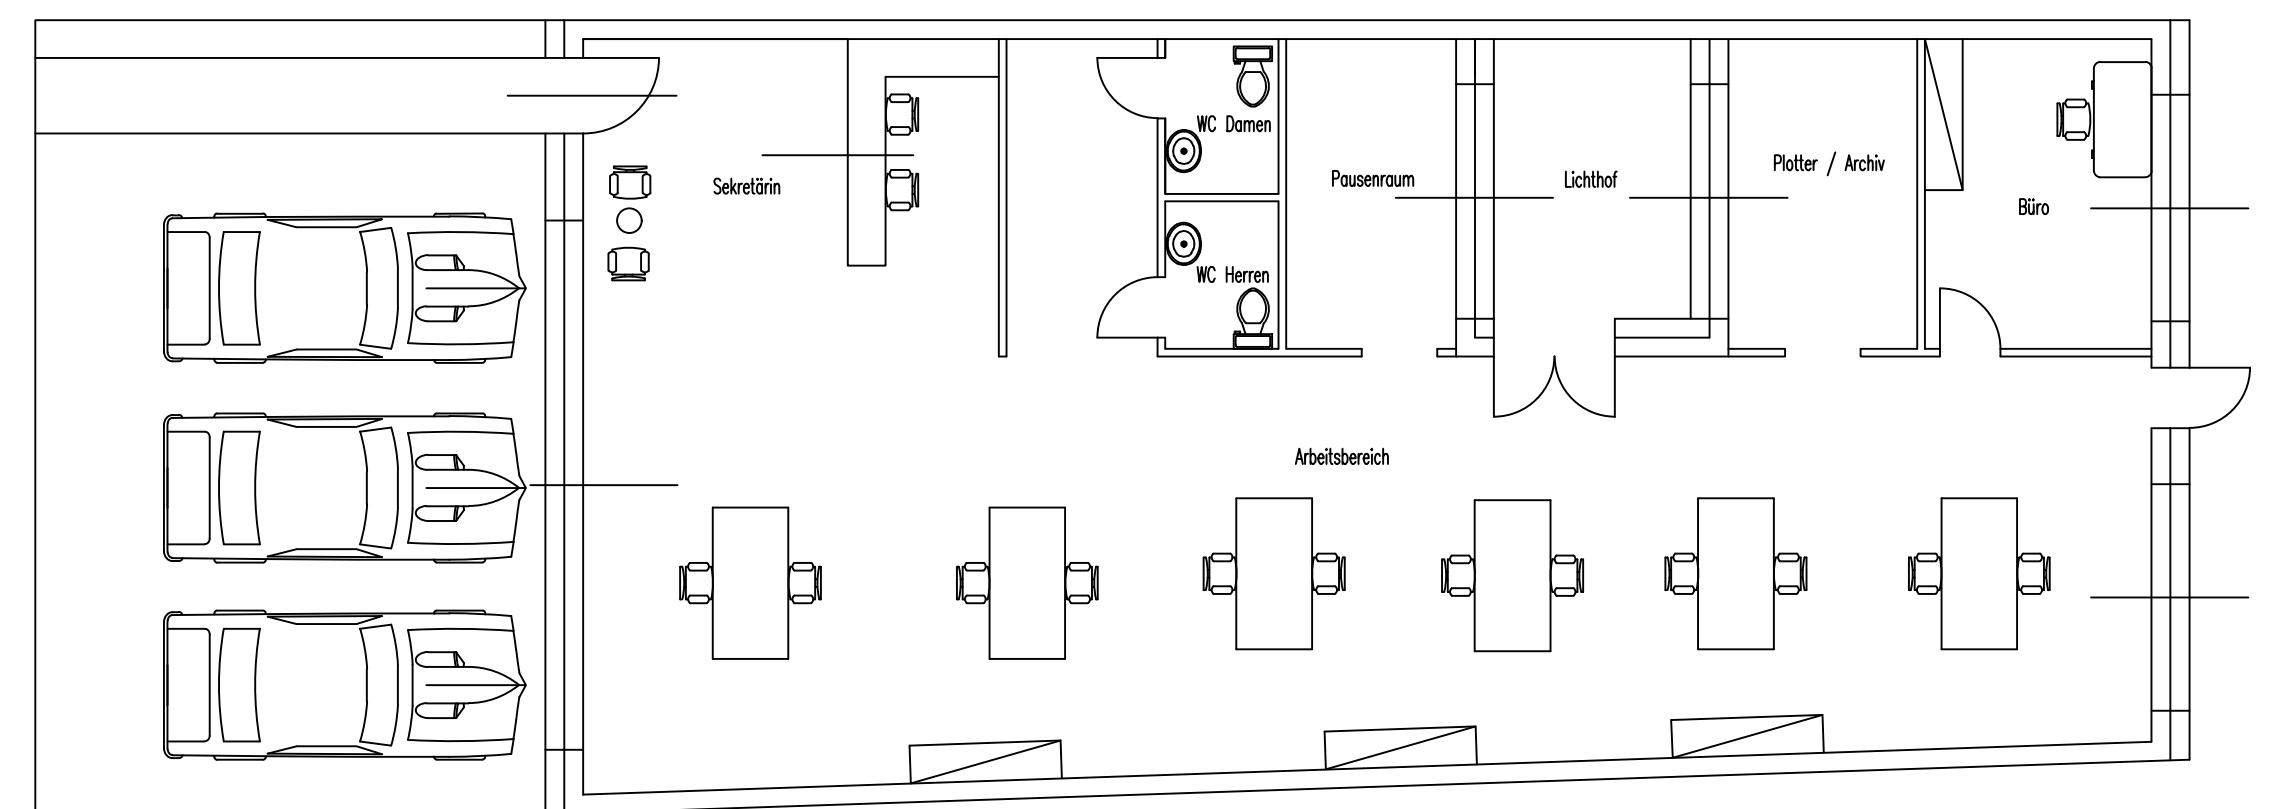 WC Damen
Plotter / Archiv
Sekretärin
Pausenraum
Lichthof
Büro
WC Herren
Arbeitsbereich